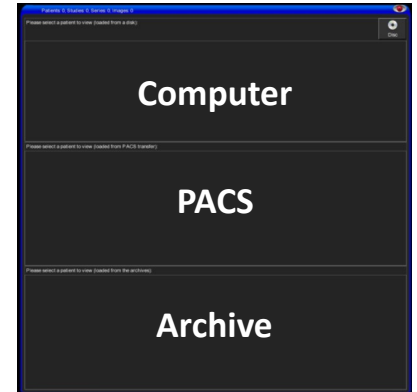 Patients: 0, Studies: 0, Series: 0, Images: 0
Please select a patient to view (loaded from a disk)
Disc
Computer
Please select a patient to view (loaded from PACS transfer)
PACS
Please select a patient to view (loaded from the archives)
Archive